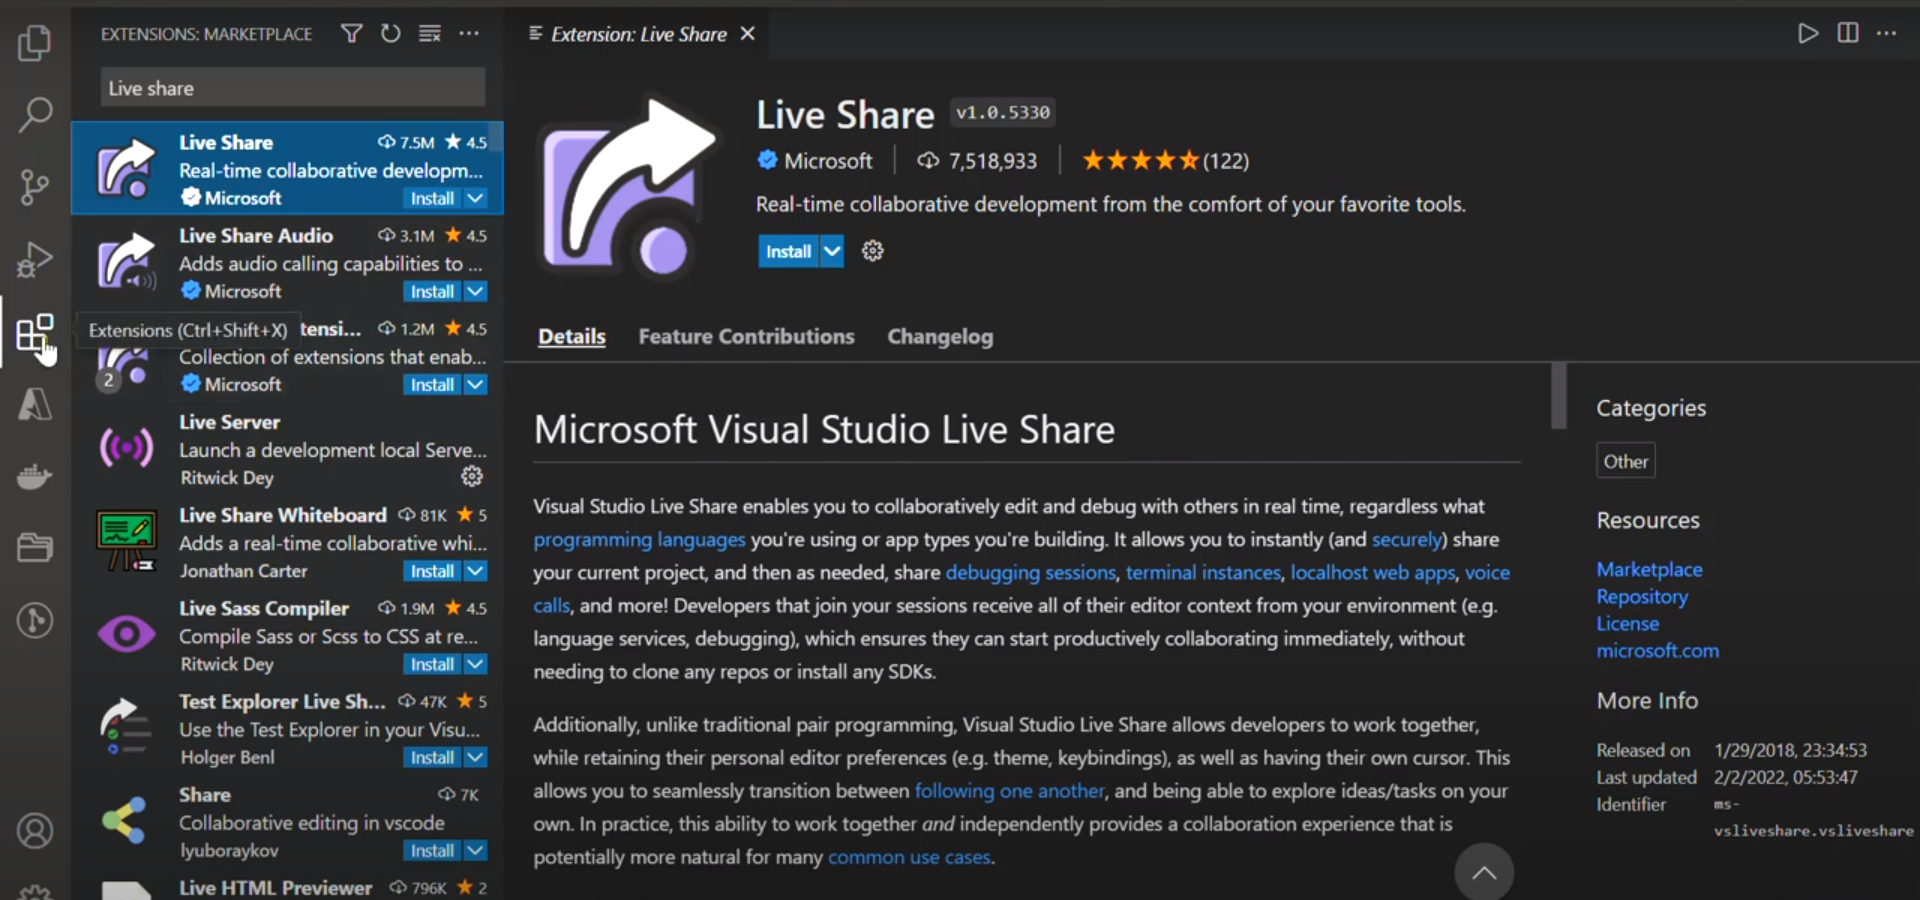 EXTENSIONS: MARKETPLACE
Live share
Live Share 7.5M 4.5
Real-time collaborative developm...
Microsoft Install
Live Share Audio 3.1M 4.5
Adds audio calling capabilities to ...
Microsoft Install
Extensions (Ctrl+Shift+X) tensi... 1.2M 4.5
Collection of extensions that enab...
2 Microsoft Install
Live Server
Launch a development local Serve...
Ritwick Dey
Live Share Whiteboard 81K 5
Adds a real-time collaborative whi...
Jonathan Carter Install
Live Sass Compiler 1.9M 4.5
Compile Sass or Scss to CSS at re...
Ritwick Dey Install
Test Explorer Live Sh... 47K 5
Use the Test Explorer in your Visu...
Holger Benl Install
Share 7K
Collaborative editing in vscode
lyuboraykov Install
Live HTML Previewer 796K 2
Extension: Live Share
Live Share v1.0.5330
Microsoft 7,518,933 (122)
Real-time collaborative development from the comfort of your favorite tools.
Install
Details Feature Contributions Changelog
Microsoft Visual Studio Live Share
Visual Studio Live Share enables you to collaboratively edit and debug with others in real time, regardless what
programming languages you're using or app types you're building. It allows you to instantly (and securely) share
your current project, and then as needed, share debugging sessions, terminal instances, localhost web apps, voice
calls, and more! Developers that join your sessions receive all of their editor context from your environment (e.g.
language services, debugging), which ensures they can start productively collaborating immediately, without
needing to clone any repos or install any SDKs.
Additionally, unlike traditional pair programming, Visual Studio Live Share allows developers to work together,
while retaining their personal editor preferences (e.g. theme, keybindings), as well as having their own cursor. This
allows you to seamlessly transition between following one another, and being able to explore ideas/tasks on your
own. In practice, this ability to work together and independently provides a collaboration experience that is
potentially more natural for many common use cases.
Categories
Other
Resources
Marketplace
Repository
License
microsoft.com
More Info
Released on 1/29/2018, 23:34:53
Last updated 2/2/2022, 05:53:47
Identifier ms-
vsliveshare.vsliveshare